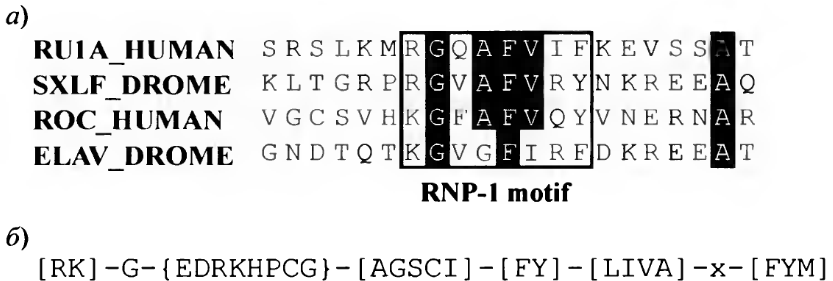 а)
RU1A_HUMAN S R S L K M R G Q A F V I F K E V S S A T
SXLF_DROME K L T G R P R G V A F V R Y N K R E E A Q
ROC_HUMAN V G C S V H K G F A F V Q Y V N E R N A R
ELAV_DROME G N D T Q T K G V G F I R F D K R E E A T
RNP-1 motif
б)
[RK]-G-{EDRKHPCG}-[AGSCI]-[FY]-[LIVA]-x-[FYM]